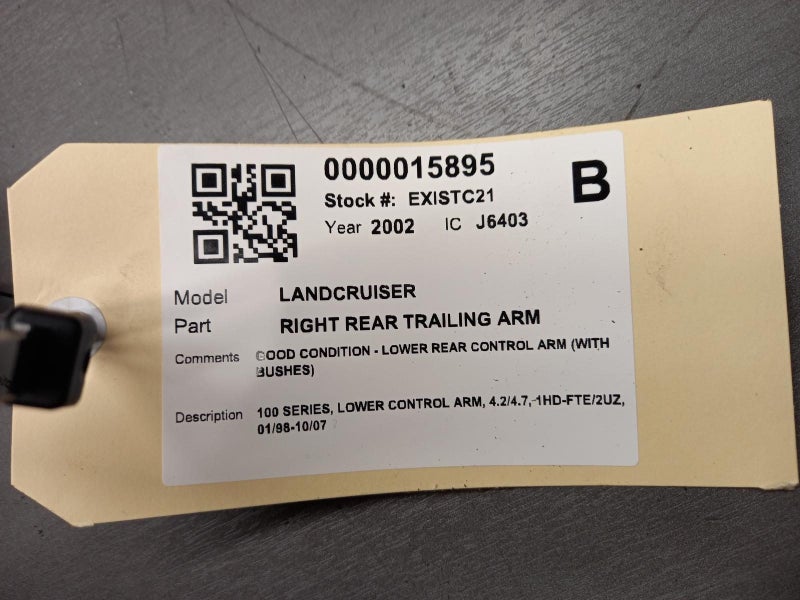 0000015895
B
Stock #: EXISTC21
Year 2002 IC J6403
Model LANDCRUISER
Part RIGHT REAR TRAILING ARM
Comments GOOD CONDITION - LOWER REAR CONTROL ARM (WITH
BUSHES)
Description 100 SERIES, LOWER CONTROL ARM, 4.2/4.7, 1HD-FTE/2UZ,
01/98-10/07